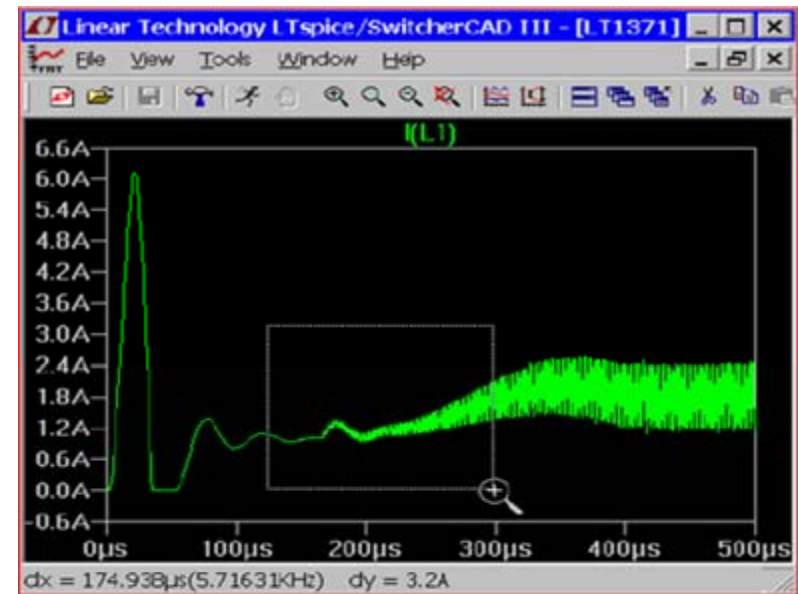 Linear Technology LTspice/SwitcherCAD III - [LT1371]
File View Tools Window Help
I(L1)
6.6A
6.0A
5.4A
4.8A
4.2A
3.6A
3.0A
2.4A
1.8A
1.2A
0.6A
0.0A
-0.6A
0µs 100µs 200µs 300µs 400µs 500µs
dx = 174.938µs(5.71631KHz) dy = 3.2A